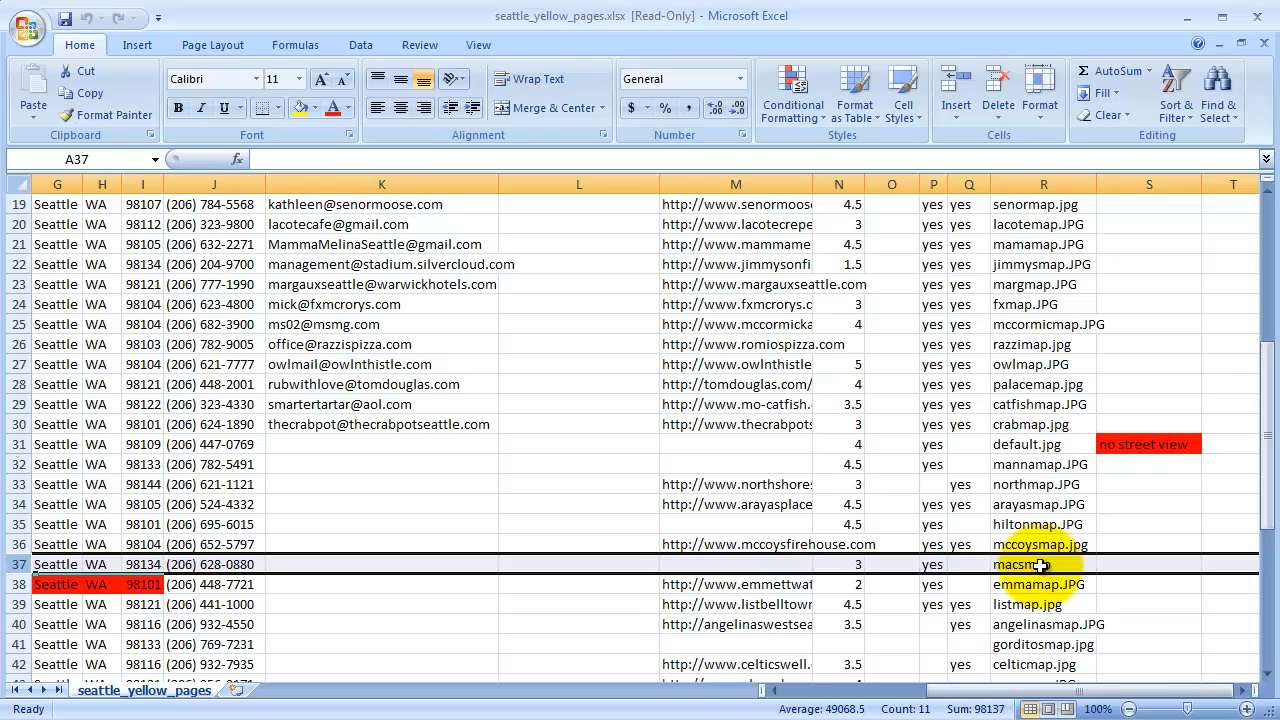 seattle_yellow_pages.xlsx [Read-Only] - Microsoft Excel
Home Insert Page Layout Formulas Data Review View
Paste Cut Copy Format Painter Clipboard
Calibri 11 B I U Font
Wrap Text Merge & Center Alignment
General $ % , Number
Conditional Formatting Format as Table Cell Styles Styles
Insert Delete Format Cells
Σ AutoSum Fill Clear Sort & Filter Find & Select Editing
A37 fx
G H I J K L M N O P Q R S T
19 Seattle WA 98107 (206) 784-5568 kathleen@senormoose.com http://www.senormoose 4.5 yes yes senormap.jpg
20 Seattle WA 98112 (206) 323-9800 lacotecafe@gmail.com http://www.lacotecrepe 3 yes yes lacotemap.JPG
21 Seattle WA 98105 (206) 632-2271 MammaMelinaSeattle@gmail.com http://www.mammame 4.5 yes yes mamamap.JPG
22 Seattle WA 98134 (206) 204-9700 management@stadium.silvercloud.com http://www.jimmysonfi 1.5 yes yes jimmysmap.JPG
23 Seattle WA 98121 (206) 777-1990 margauxseattle@warwickhotels.com http://www.margauxseattle.com yes yes margmap.JPG
24 Seattle WA 98104 (206) 623-4800 mick@fxmcrorys.com http://www.fxmcrorys.c 3 yes yes fxmap.JPG
25 Seattle WA 98104 (206) 682-3900 ms02@msmg.com http://www.mccormicka 4 yes yes mccormicmap.JPG
26 Seattle WA 98103 (206) 782-9005 office@razzispizza.com http://www.romiospizza.com yes yes razzimap.jpg
27 Seattle WA 98104 (206) 621-7777 owlmail@owlnthistle.com http://www.owlnthistle 5 yes yes owlmap.JPG
28 Seattle WA 98121 (206) 448-2001 rubwithlove@tomdouglas.com http://tomdouglas.com/ 4 yes yes palacemap.jpg
29 Seattle WA 98122 (206) 323-4330 smartertartar@aol.com http://www.mo-catfish. 3.5 yes yes catfishmap.JPG
30 Seattle WA 98101 (206) 624-1890 thecrabpot@thecrabpotseattle.com http://www.thecrabpots 3 yes yes crabmap.jpg
31 Seattle WA 98109 (206) 447-0769 4 yes default.jpg no street view
32 Seattle WA 98133 (206) 782-5491 4.5 yes mannamap.JPG
33 Seattle WA 98144 (206) 621-1121 http://www.northshores 3 yes northmap.JPG
34 Seattle WA 98105 (206) 524-4332 http://www.arayasplace 4.5 yes yes arayasmap.JPG
35 Seattle WA 98101 (206) 695-6015 4.5 yes hiltonmap.JPG
36 Seattle WA 98104 (206) 652-5797 http://www.mccoysfirehouse.com yes yes mccoysmap.jpg
37 Seattle WA 98134 (206) 628-0880 3 yes macsmap
38 Seattle WA 98101 (206) 448-7721 http://www.emmettwat 2 yes yes emmamap.JPG
39 Seattle WA 98121 (206) 441-1000 http://www.listbelltown 4.5 yes yes listmap.jpg
40 Seattle WA 98116 (206) 932-4550 http://angelinaswestsea 3.5 yes angelinasmap.JPG
41 Seattle WA 98133 (206) 769-2231 gorditosmap.jpg
42 Seattle WA 98116 (206) 932-7935 http://www.celticswell. 3.5 yes celticmap.JPG
seattle_yellow_pages
Ready Average: 49068.5 Count: 11 Sum: 98137 100%